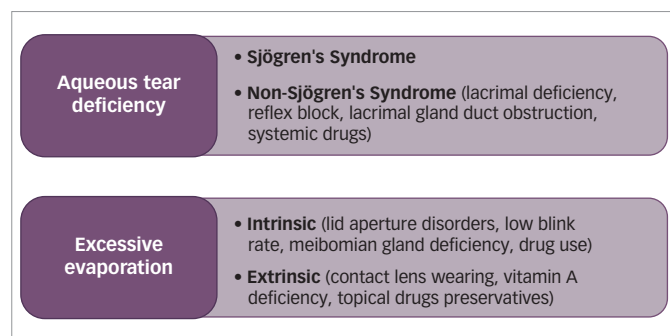 Aqueous tear
deficiency
• Sjögren's Syndrome
• Non-Sjögren's Syndrome (lacrimal deficiency,
reflex block, lacrimal gland duct obstruction,
systemic drugs)
Excessive
evaporation
• Intrinsic (lid aperture disorders, low blink
rate, meibomian gland deficiency, drug use)
• Extrinsic (contact lens wearing, vitamin A
deficiency, topical drugs preservatives)